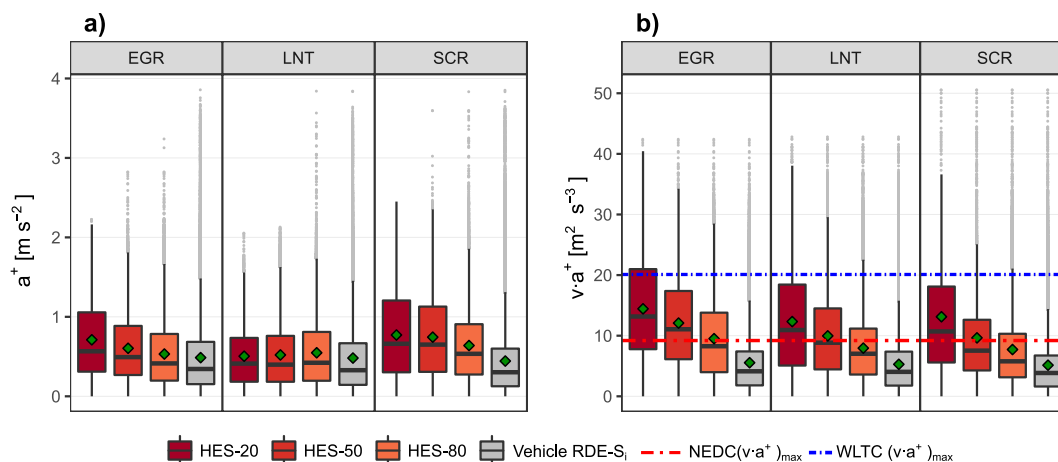 a)
EGR LNT SCR
4
3
2
1
0
a⁺ [m s⁻²]
b)
EGR LNT SCR
50
40
30
20
10
0
v·a⁺ [m² s⁻³]
HES-20 HES-50 HES-80 Vehicle RDE-Sᵢ NEDC(v·a⁺)max WLTC (v·a⁺)max